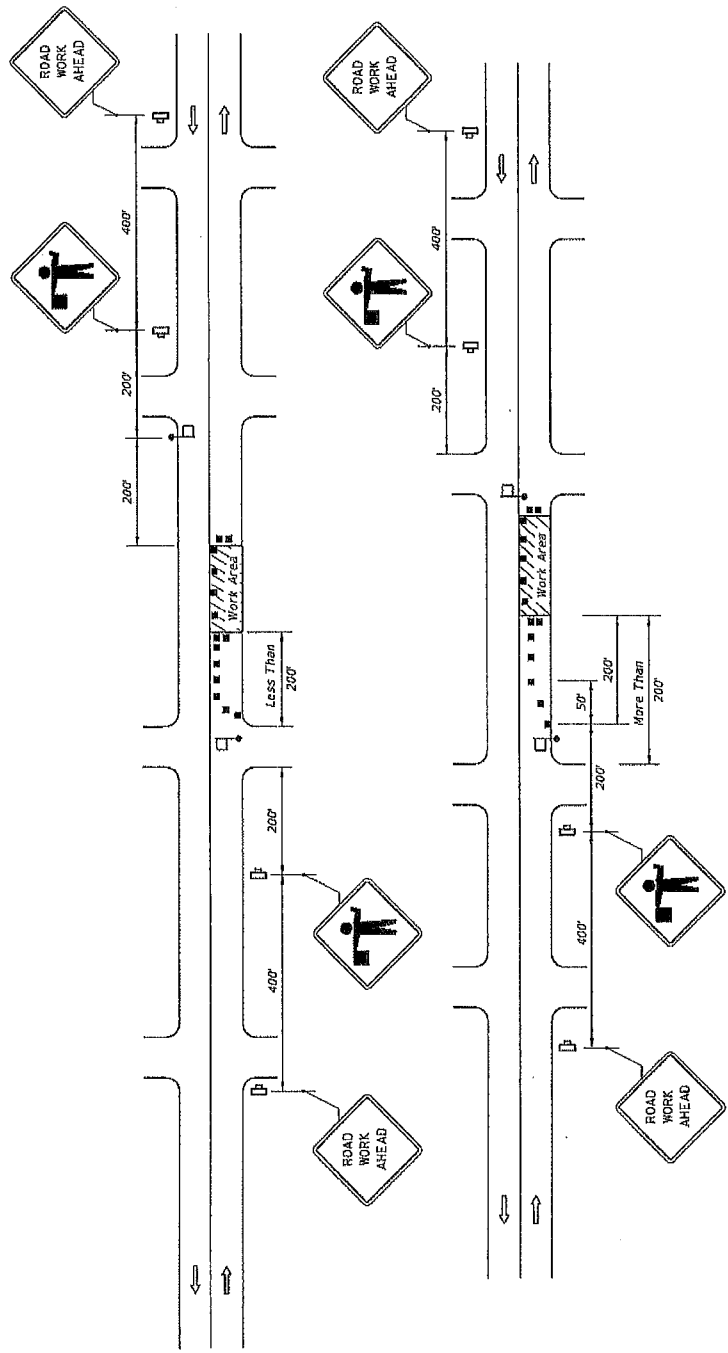 ROAD
WORK
AHEAD
400'
200'
200'
Work Area
Less Than
200'
200'
400'
ROAD
WORK
AHEAD
ROAD
WORK
AHEAD
400'
200'
Work Area
200'
More Than
200'
50'
200'
400'
ROAD
WORK
AHEAD